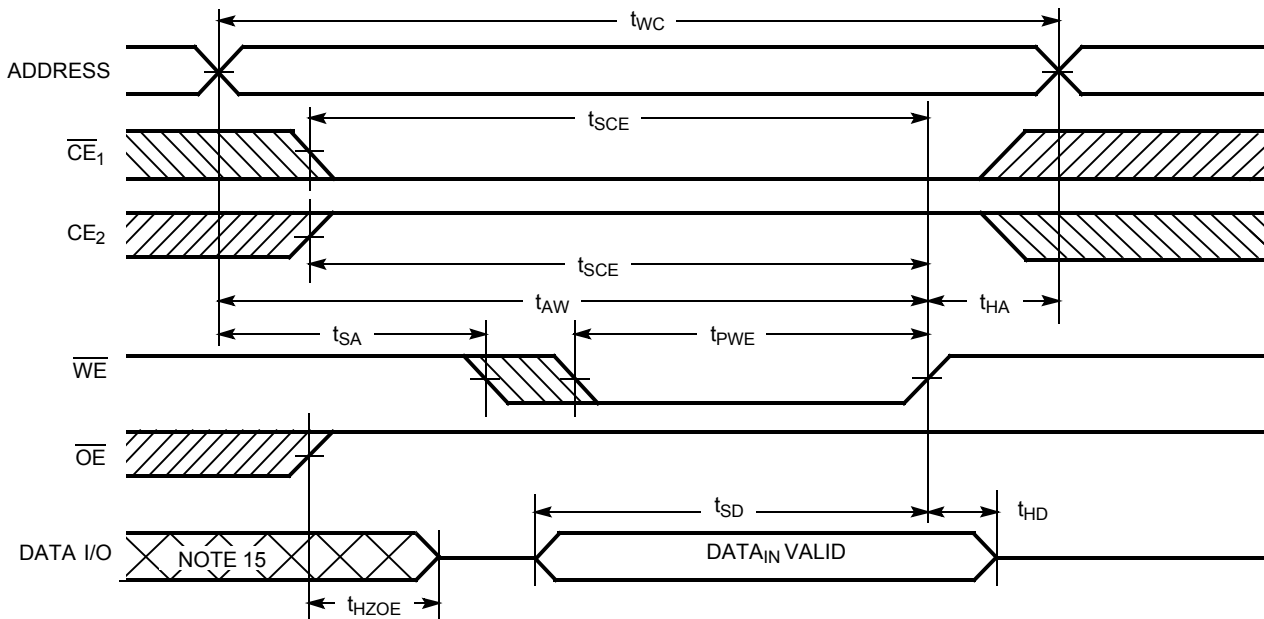 tWC
ADDRESS
tSCE
CE1
CE2
tSCE
tAW
tHA
tSA
tPWE
WE
OE
tSD
tHD
DATA I/O
NOTE 15
DATAIN VALID
tHZOE